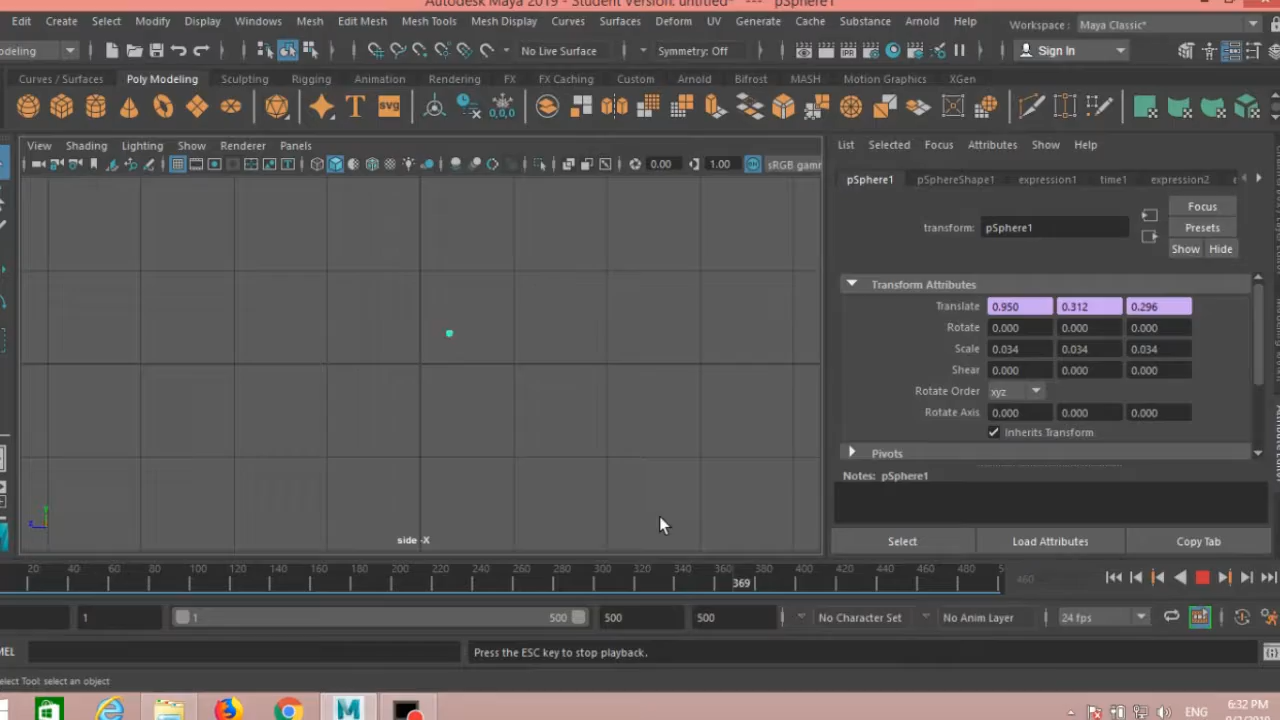 Autodesk Maya 2019 - Student Version: untitled* --- pSphere1
Edit Create Select Modify Display Windows Mesh Edit Mesh Mesh Tools Mesh Display Curves Surfaces Deform UV Generate Cache Substance Arnold Help Workspace : Maya Classic*
odeling No Live Surface Symmetry: Off IPR Sign In
Curves / Surfaces Poly Modeling Sculpting Rigging Animation Rendering FX FX Caching Custom Arnold Bifrost MASH Motion Graphics XGen
T svg 0,0,0
View Shading Lighting Show Renderer Panels
0.00 1.00 sRGB gamm
side -X
List Selected Focus Attributes Show Help
pSphere1 pSphereShape1 expression1 time1 expression2
Focus
transform: pSphere1 Presets
Show Hide
Transform Attributes
Translate 0.950 0.312 0.296
Rotate 0.000 0.000 0.000
Scale 0.034 0.034 0.034
Shear 0.000 0.000 0.000
Rotate Order xyz
Rotate Axis 0.000 0.000 0.000
Inherits Transform
Pivots
Notes: pSphere1
Select Load Attributes Copy Tab
20 40 60 80 100 120 140 160 180 200 220 240 260 280 300 320 340 360 369 400 420 440 460 480 5 460
1 1 500 500 500 No Character Set No Anim Layer 24 fps
MEL Press the ESC key to stop playback.
elect Tool: select an object
M ENG 6:32 PM